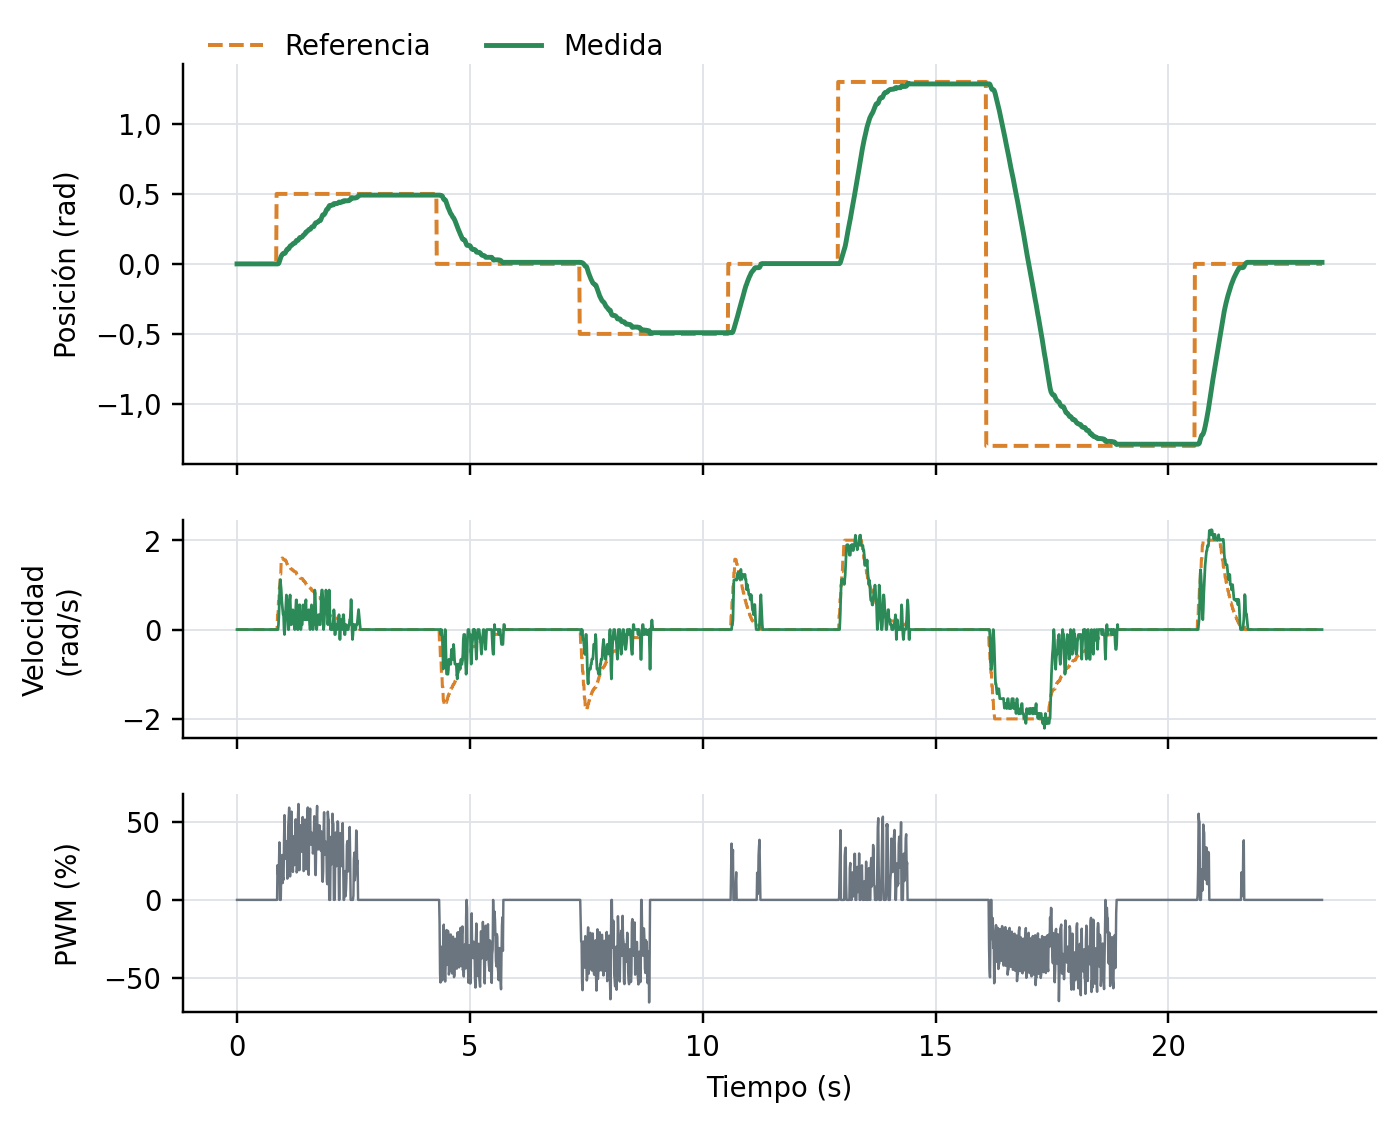 Referencia Medida
Posición (rad)
1,0
0,5
0,0
−0,5
−1,0
Velocidad
(rad/s)
2
0
−2
PWM (%)
50
0
−50
0 5 10 15 20
Tiempo (s)